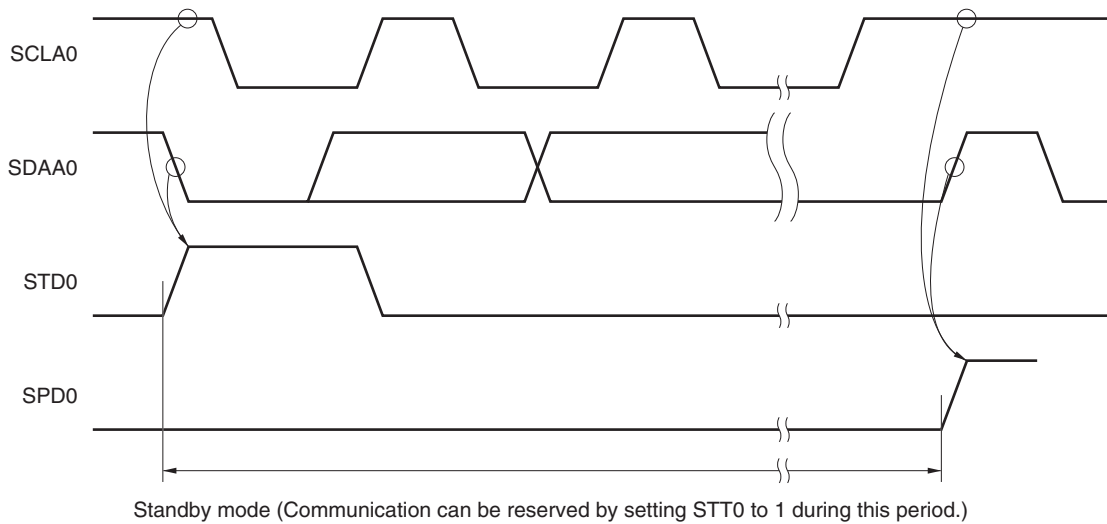 SCLA0
SDAA0
STD0
SPD0
Standby mode (Communication can be reserved by setting STT0 to 1 during this period.)